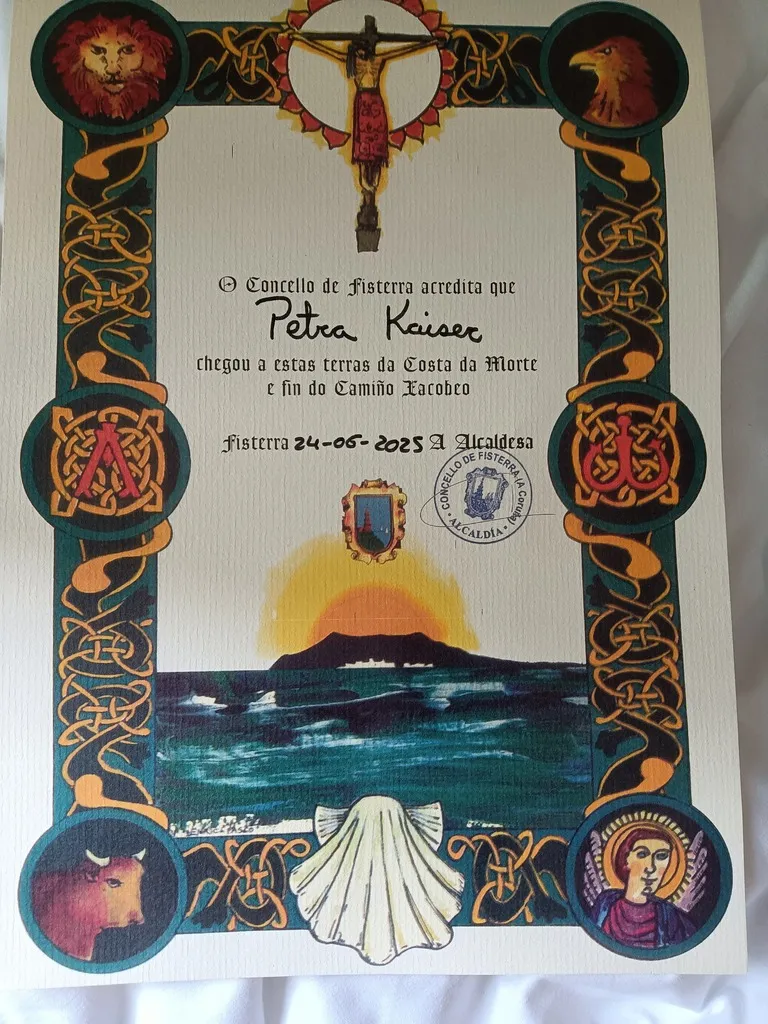 O Concello de Fisterra acredita que
Petra Kaiser
chegou a estas terras da Costa da Morte
e fin do Camiño Xacobeo
Fisterra 24-06-2025 A Alcaldesa
CONCELLO DE FISTERRA (A Coruña)
• ALCALDÍA •